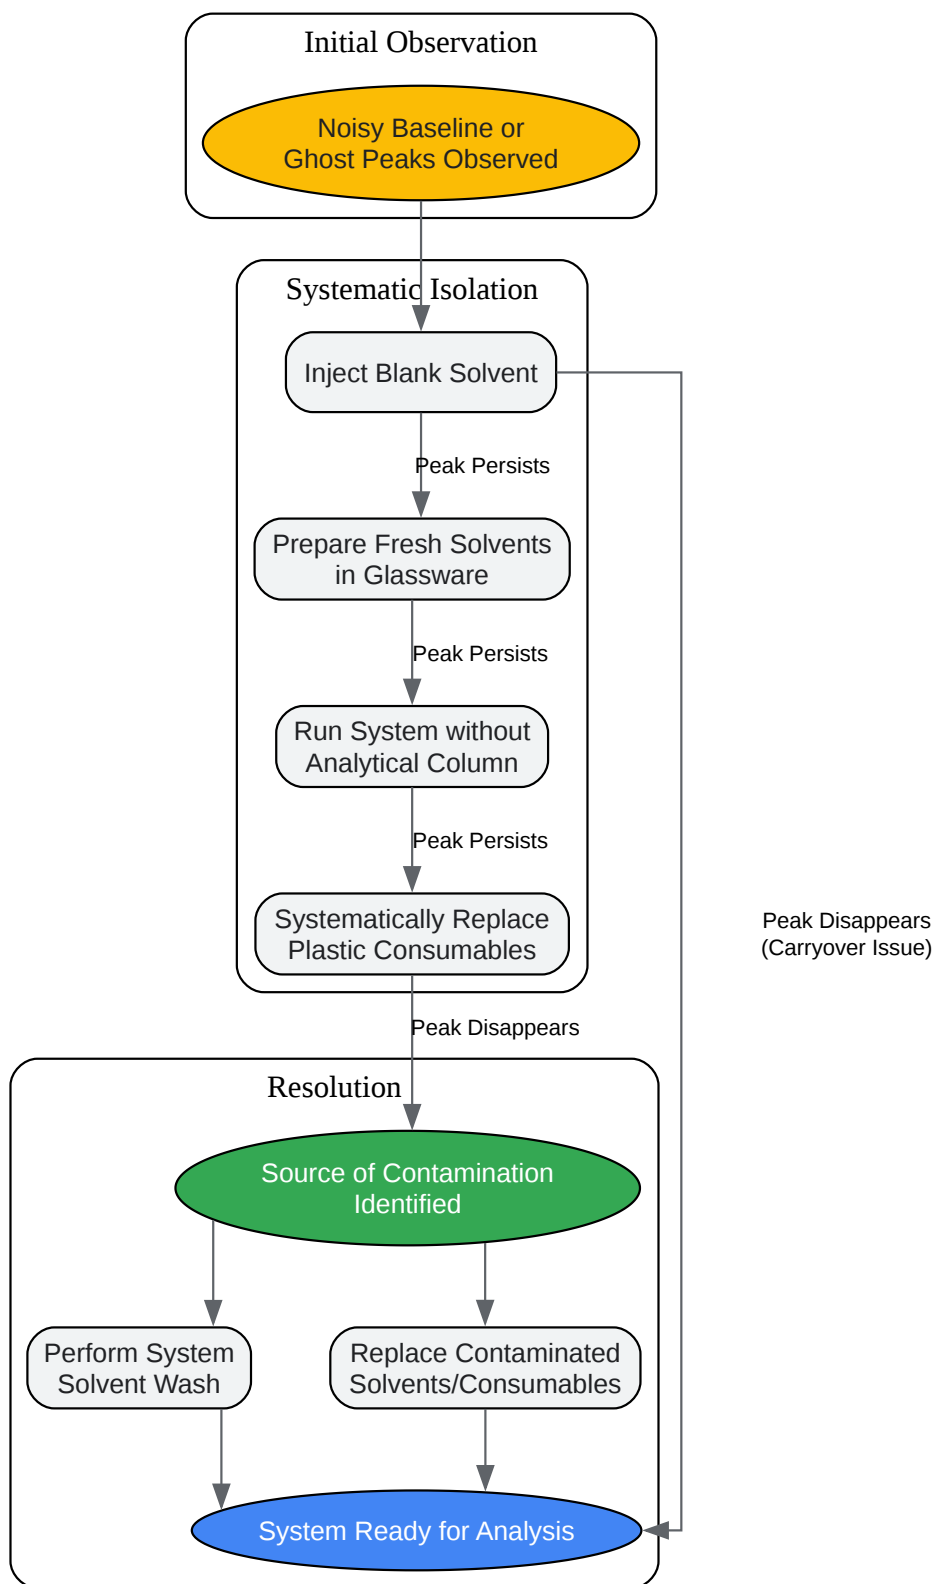 Initial Observation
Noisy Baseline or
Ghost Peaks Observed
Systematic Isolation
Inject Blank Solvent
Peak Persists
Prepare Fresh Solvents
in Glassware
Peak Persists
Run System without
Analytical Column
Peak Persists
Systematically Replace
Plastic Consumables
Peak Disappears
(Carryover Issue)
Peak Disappears
Resolution
Source of Contamination
Identified
Perform System
Solvent Wash
Replace Contaminated
Solvents/Consumables
System Ready for Analysis